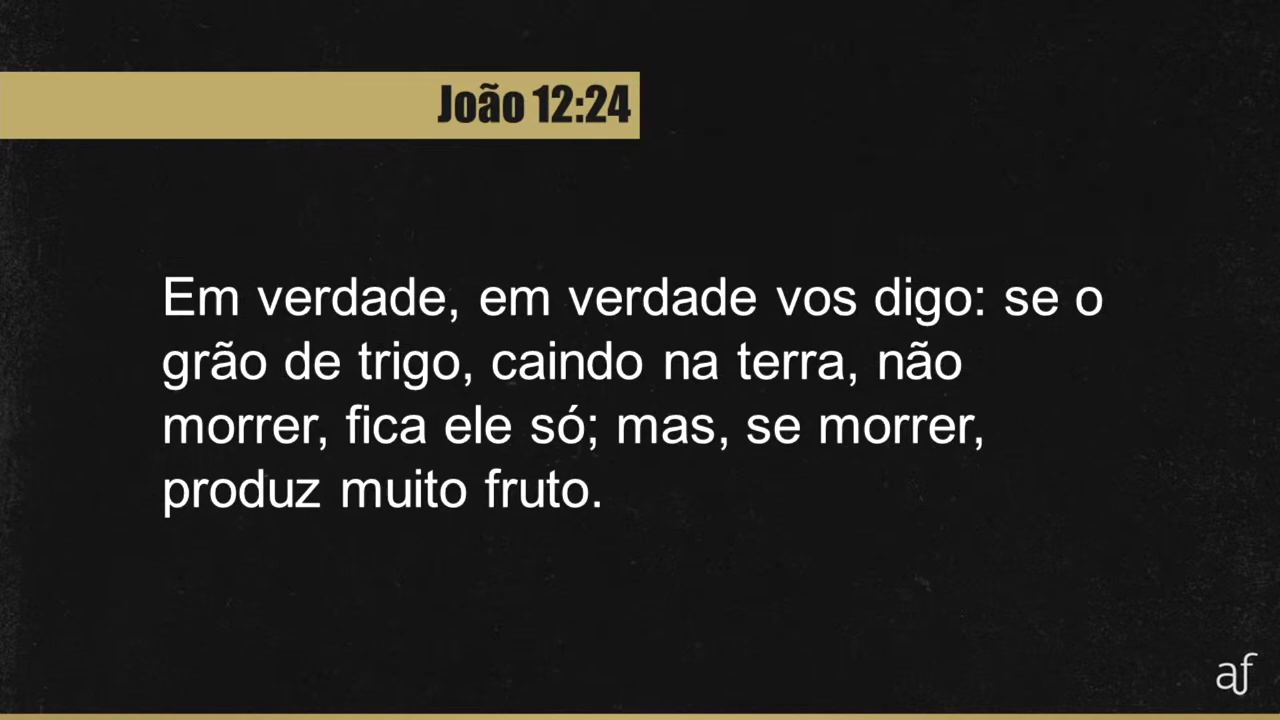 João 12:24
Em verdade, em verdade vos digo: se o
grão de trigo, caindo na terra, não
morrer, fica ele só; mas, se morrer,
produz muito fruto.
af